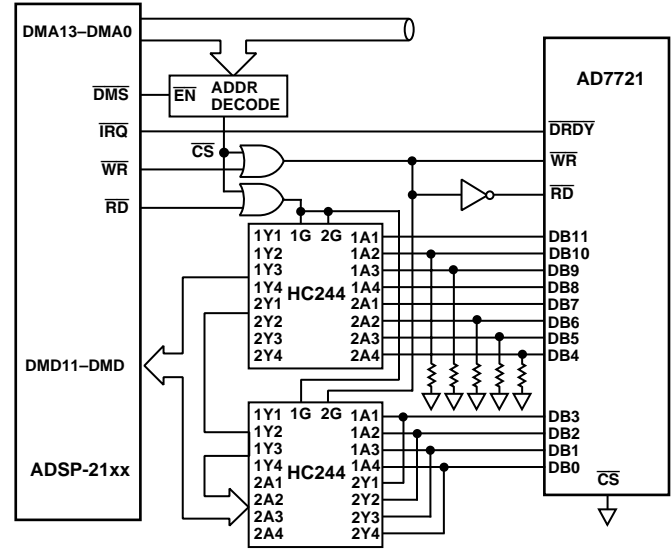 DMA13–DMA0
DMS
IRQ
WR
RD
DMD11–DMD
ADSP-21xx
EN ADDR
DECODE
CS
1G 2G
1Y1 1A1
1Y2 1A2
1Y3 1A3
1Y4 1A4
2Y1 2A1
2Y2 2A2
2Y3 2A3
2Y4 2A4
HC244
1G 2G
1Y1 1A1
1Y2 1A2
1Y3 1A3
1Y4 1A4
2A1 2Y1
2A2 2Y2
2A3 2Y3
2A4 2Y4
HC244
AD7721
DRDY
WR
RD
DB11
DB10
DB9
DB8
DB7
DB6
DB5
DB4
DB3
DB2
DB1
DB0
CS